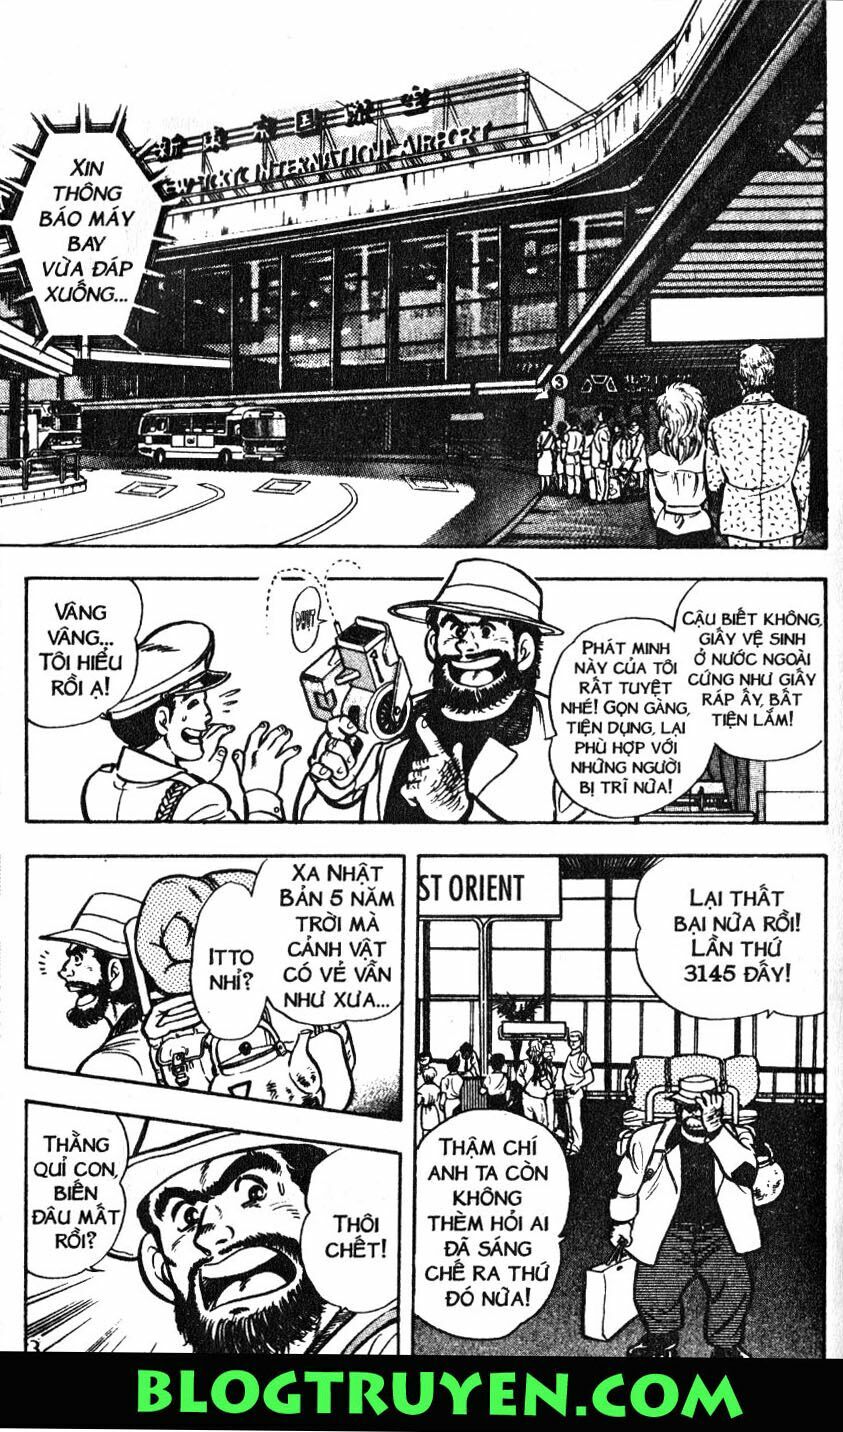 XIN
THÔNG
BÁO MÁY
BAY
VỪA ĐÁP
XUỐNG...
NEW TOKYO INTERNATIONAL AIRPORT
3
CẬU BIẾT KHÔNG,
GIẤY VỆ SINH
Ở NƯỚC NGOÀI
CỨNG NHƯ GIẤY
RÁP ẤY, BẤT
TIỆN LẮM!
PHÁT MINH
NÀY CỦA TÔI
RẤT TUYỆT
NHÉ! GỌN GÀNG,
TIỆN DỤNG, LẠI
PHÙ HỢP VỚI
NHỮNG NGƯỜI
BỊ TRĨ NỮA!
VÂNG
VÂNG...
TÔI HIỂU
RỒI Ạ!
ST ORIENT
LẠI THẤT
BẠI NỮA RỒI!
LẦN THỨ
3145 ĐẤY!
THẬM CHÍ
ANH TA CÒN
KHÔNG
THÈM HỎI AI
ĐÃ SÁNG
CHẾ RA THỨ
ĐÓ NỮA!
XA NHẬT
BẢN 5 NĂM
TRỜI MÀ
CẢNH VẬT
CÓ VẺ VẪN
NHƯ XƯA...
ITTO
NHỈ?
THÔI
CHẾT!
THẰNG
QUỈ CON,
BIẾN
ĐÂU MẤT
RỒI?
3
BLOGTRUYEN.COM